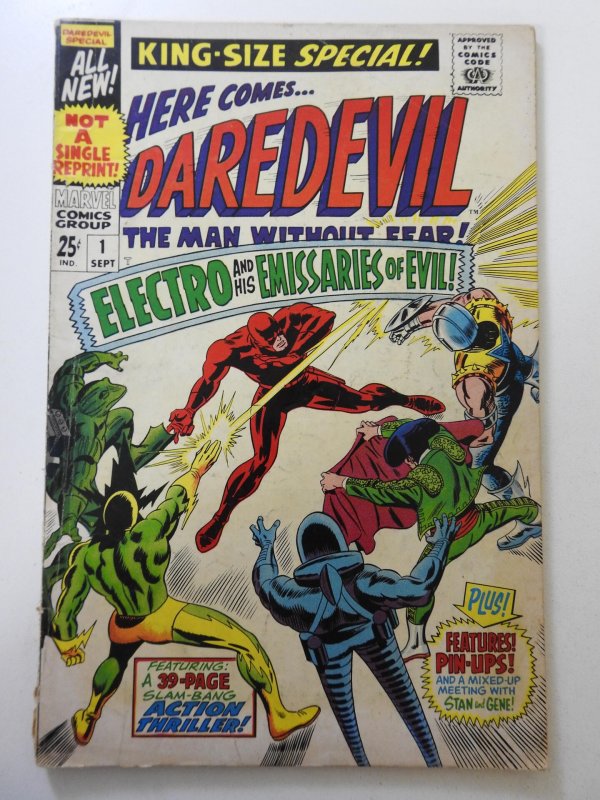 DAREDEVIL
SPECIAL
ALL
NEW!
NOT
A
SINGLE
REPRINT!
MARVEL
COMICS
GROUP
25¢
IND.
1
SEPT
KING-SIZE SPECIAL!
APPROVED
BY THE
COMICS
CODE
CA
AUTHORITY
HERE COMES...
DAREDEVIL
TM
THE MAN WITHOUT FEAR!
ELECTRO AND HIS EMISSARIES OF EVIL!
PLUS!
FEATURES!
PIN-UPS!
AND A MIXED-UP
MEETING WITH
STAN and GENE!
FEATURING:
A 39-PAGE
SLAM-BANG
ACTION
THRILLER!